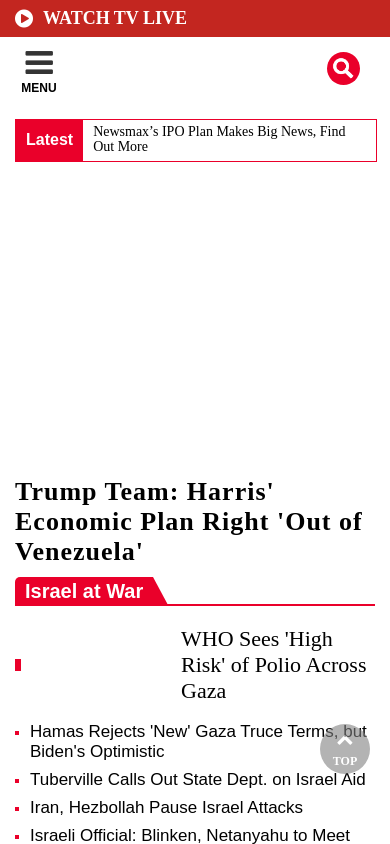 WATCH TV LIVE
MENU
Latest
Newsmax’s IPO Plan Makes Big News, Find
Out More
Trump Team: Harris'
Economic Plan Right 'Out of
Venezuela'
Israel at War
WHO Sees 'High
Risk' of Polio Across
Gaza
Hamas Rejects 'New' Gaza Truce Terms, but
Biden's Optimistic
TOP
Tuberville Calls Out State Dept. on Israel Aid
Iran, Hezbollah Pause Israel Attacks
Israeli Official: Blinken, Netanyahu to Meet